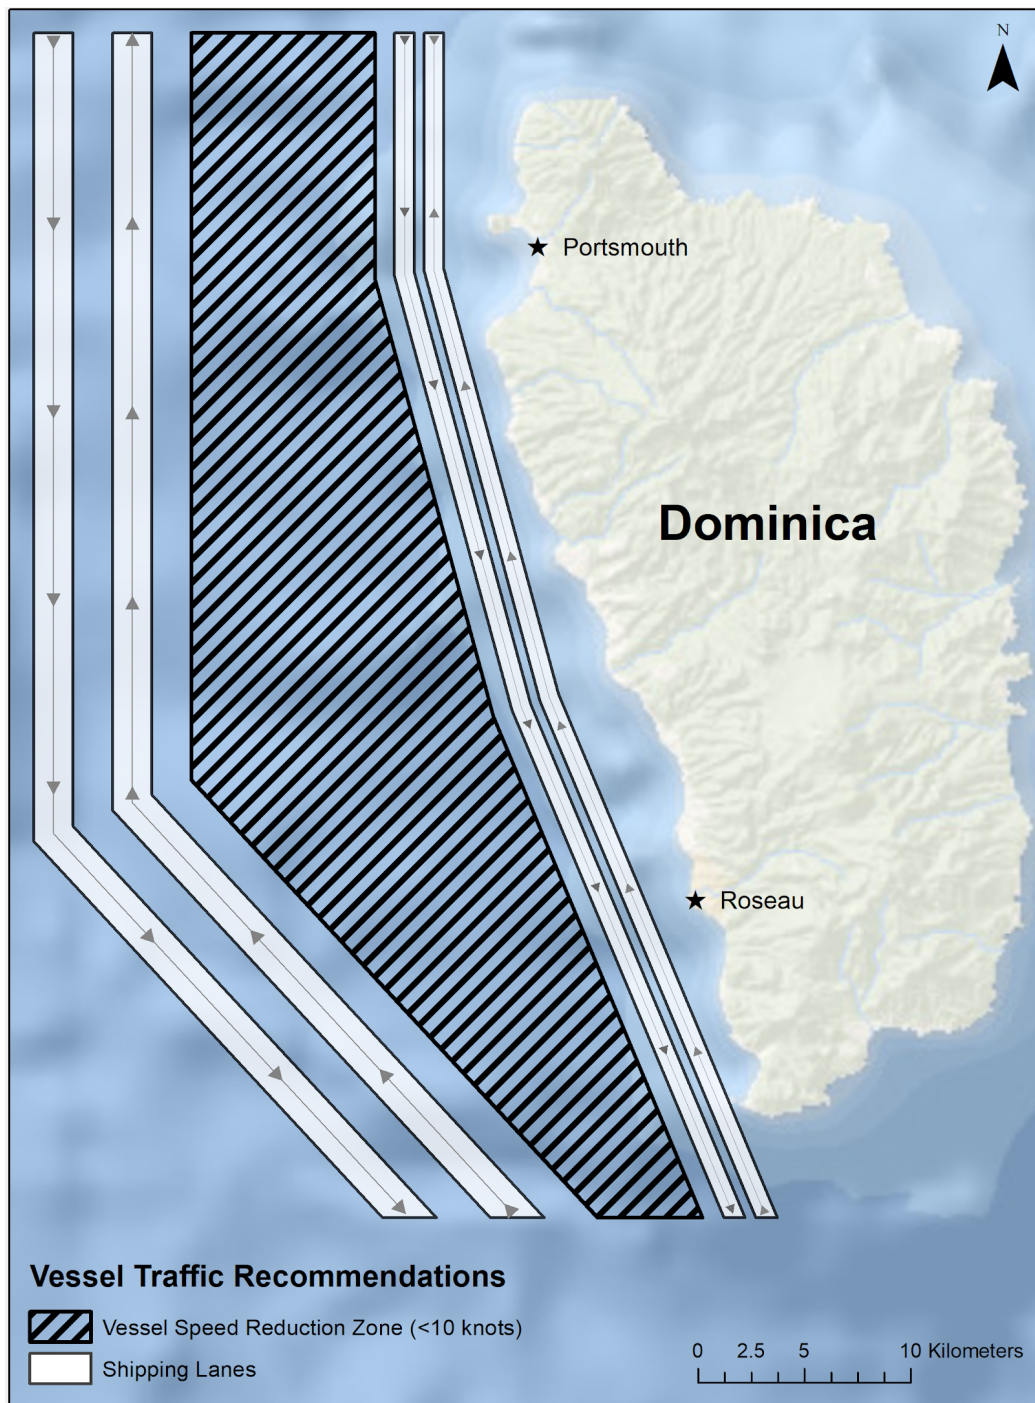 N
Portsmouth
Dominica
Roseau
Vessel Traffic Recommendations
Vessel Speed Reduction Zone (<10 knots)
Shipping Lanes
0 2.5 5 10 Kilometers